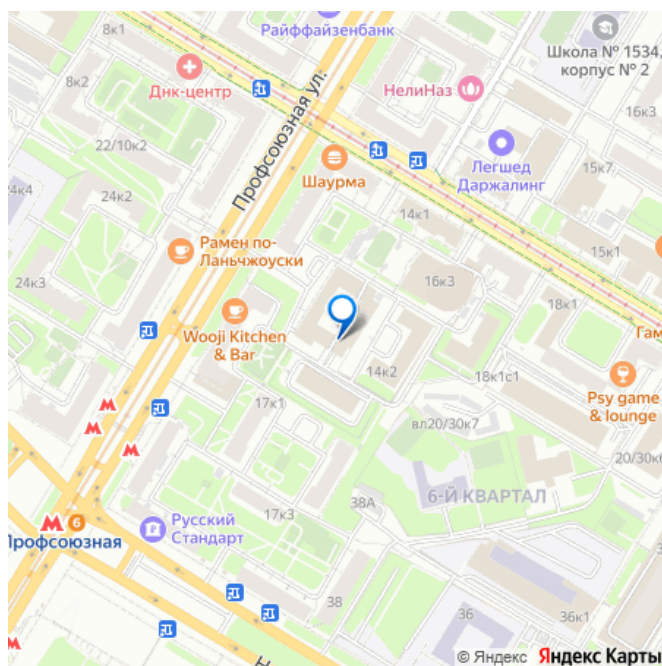 8к1
Райффайзенбанк
Школа № 1534,
корпус № 2
Днк-центр
8к2
НелиНаз
16к3
22/10к2
Профсоюзная ул.
Шаурма
Легшед
Даржалинг
15к7
24к4
24к2
14к1
15к1
Рамен по-
Ланьчжоуски
24к3
16к3
18к1
Wooji Kitchen
& Bar
Гам
14к2
18к1с1
Psy game
& lounge
17к1
вл20/30к7
20/30к6
38А
6-Й КВАРТАЛ
6
Профсоюзная
Русский
Стандарт
17к3
36
38
36
36к1
Н
© Яндекс Яндекс Карты